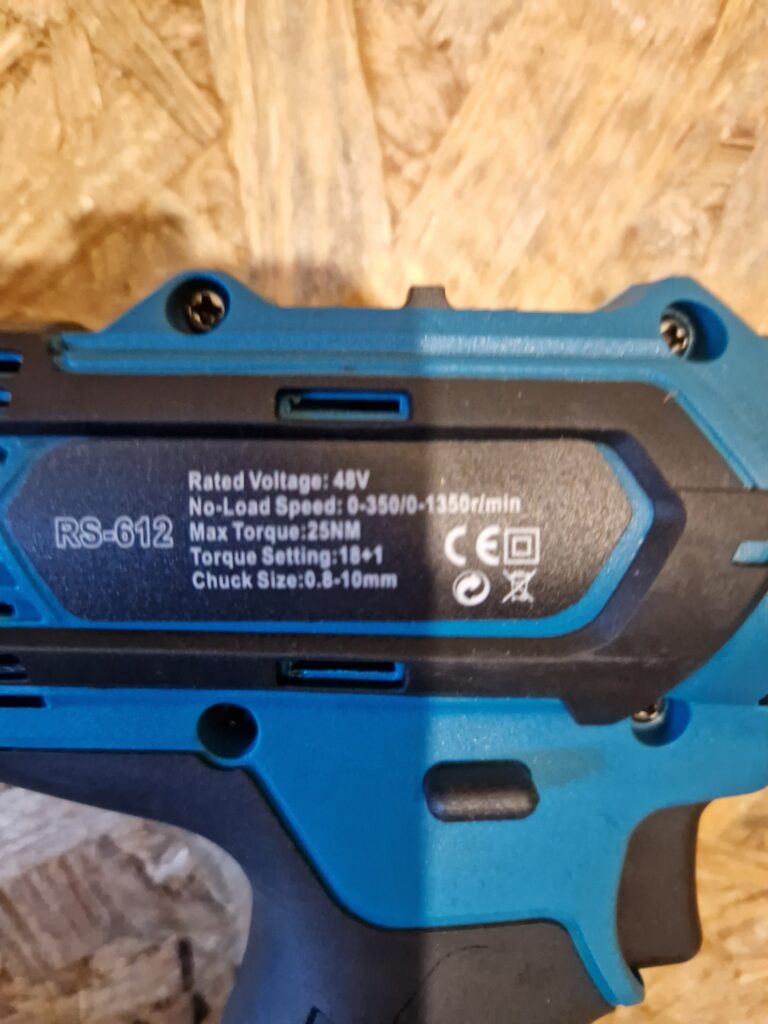 RS-612
Rated Voltage: 48V
No-Load Speed: 0-350/0-1350r/min
Max Torque:25NM
Torque Setting:18+1
Chuck Size:0.8-10mm
CE